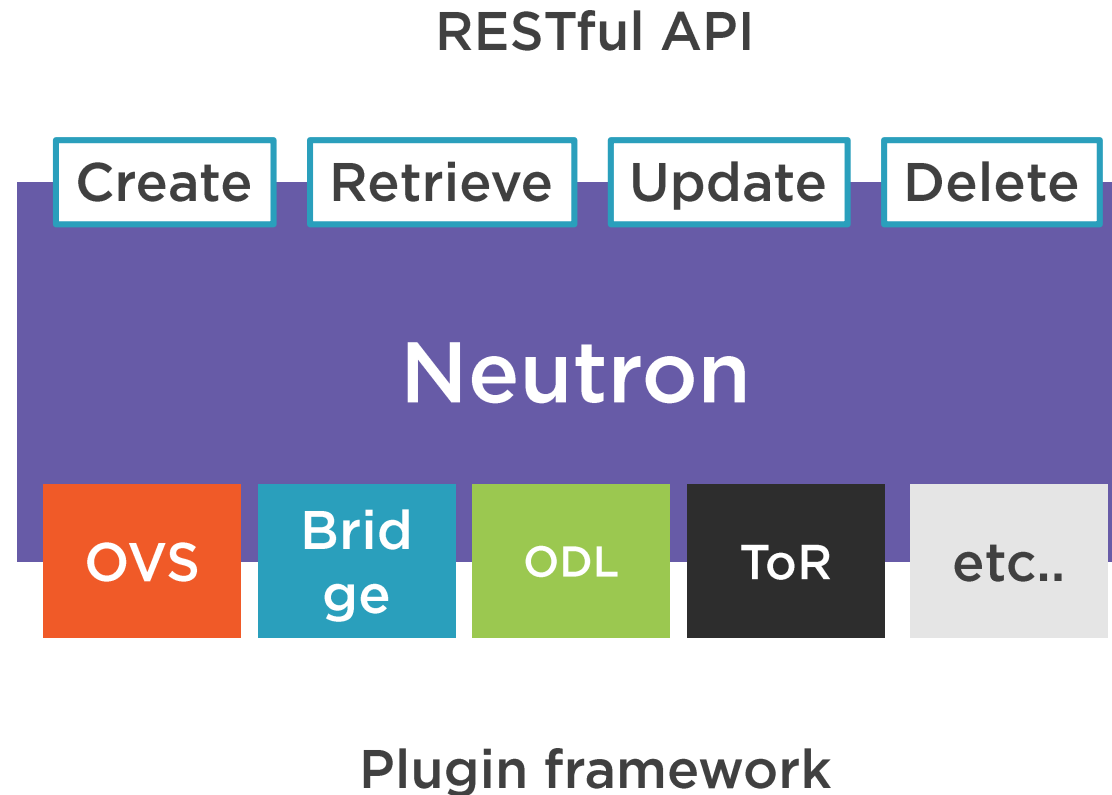 RESTful API
Create
Retrieve
Update
Delete
Neutron
OVS
Brid
ge
ODL
ToR
etc..
Plugin framework